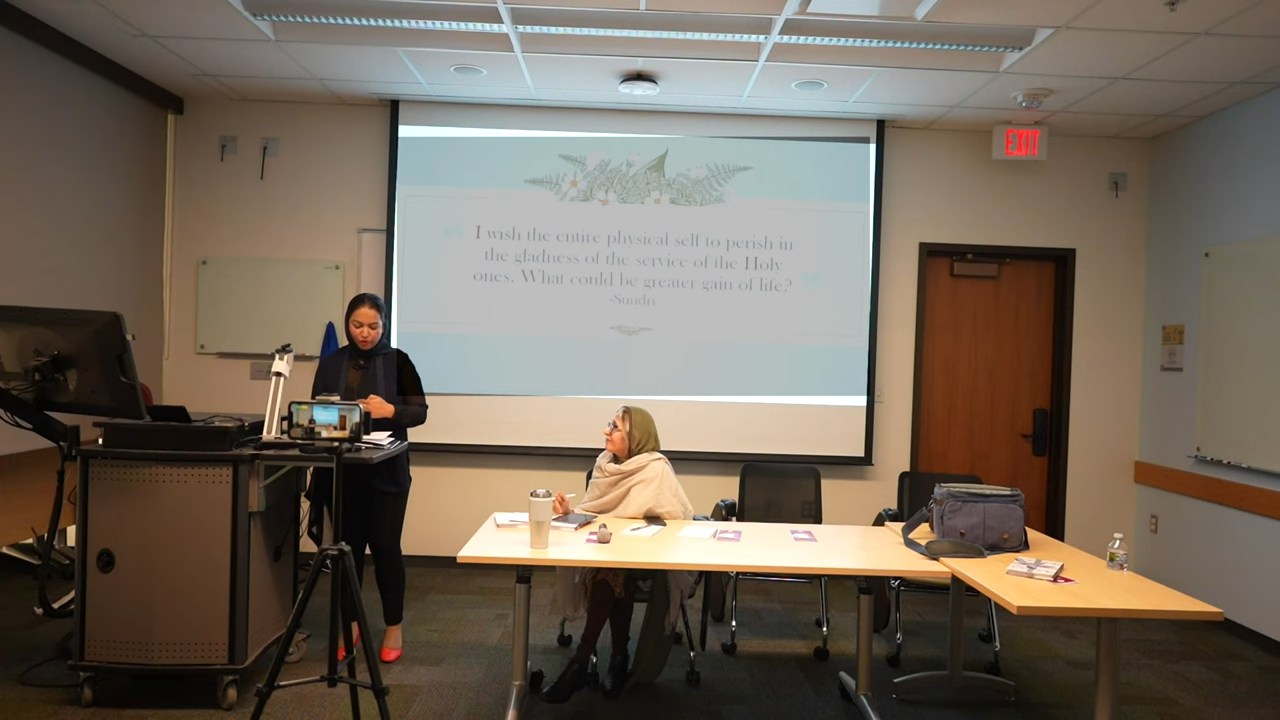 EXIT
I wish the entire physical self to perish in
the gladness of the service of the Holy
ones. What could be greater gain of life?
-Sundri